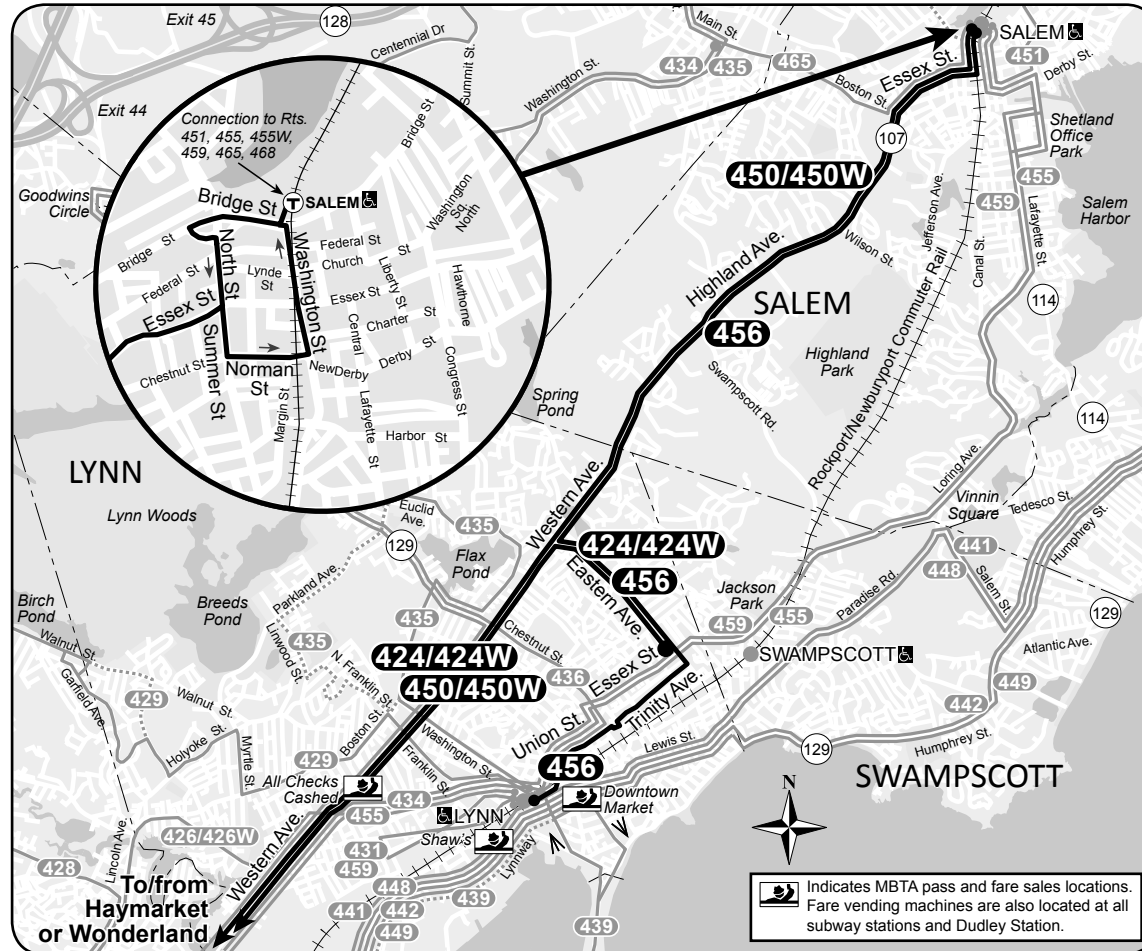 Exit 45
128
Centennial Dr
Summit St.
Main St.
434
435
465
Washington St.
Boston St.
Essex St.
SALEM
451
Derby St.
Exit 44
Connection to Rts.
451, 455, 455W,
459, 465, 468
Bridge St
SALEM
Bridge St
Washington
Sq
North
Goodwins
Circle
Bridge St
Federal St
North St
Lynde
St
Washington St
Federal St
Church St
Liberty St
Essex St
Hawthorne
Essex St
Summer St
Central
Charter St
Derby St
Chestnut St
Norman
St
NewDerby
Margin St
Lafayette St
Congress St
Harbor St
107
450/450W
Shetland
Office
Park
455
459
Lafayette St.
Salem
Harbor
Jefferson Ave.
Canal St.
Wilson St.
Highland Ave.
SALEM
114
456
Highland
Park
Swampscott Rd.
Rockport/Newburyport Commuter Rail
Spring
Pond
114
LYNN
Lynn Woods
Western Ave.
Loring Ave.
Vinnin
Square
Tedesco St.
Humphrey St.
Euclid
Ave.
435
129
Flax
Pond
424/424W
456
Eastern Ave.
441
448
Salem St.
Jackson
Park
Paradise Rd.
Birch
Pond
Breeds
Pond
Parkland Ave.
435
Chestnut St.
459
455
129
Walnut St.
435
Linwood St.
N. Franklin St.
424/424W
450/450W
436
Essex St
SWAMPSCOTT
Atlantic Ave.
Garfield Ave.
429
Walnut St.
Holyoke St.
Myrtle St.
Boston St.
429
Washington St.
Franklin St.
Union St.
Trinity Ave.
Lewis St.
449
442
129
Humphrey St.
456
SWAMPSCOTT
All Checks
Cashed
434
455
LYNN
Downtown
Market
N
Shaw's
Lynnway
426/426W
Lincoln Ave.
Western Ave.
431
459
428
448
439
441
442
449
439
To/from
Haymarket
or Wonderland
Indicates MBTA pass and fare sales locations.
Fare vending machines are also located at all
subway stations and Dudley Station.